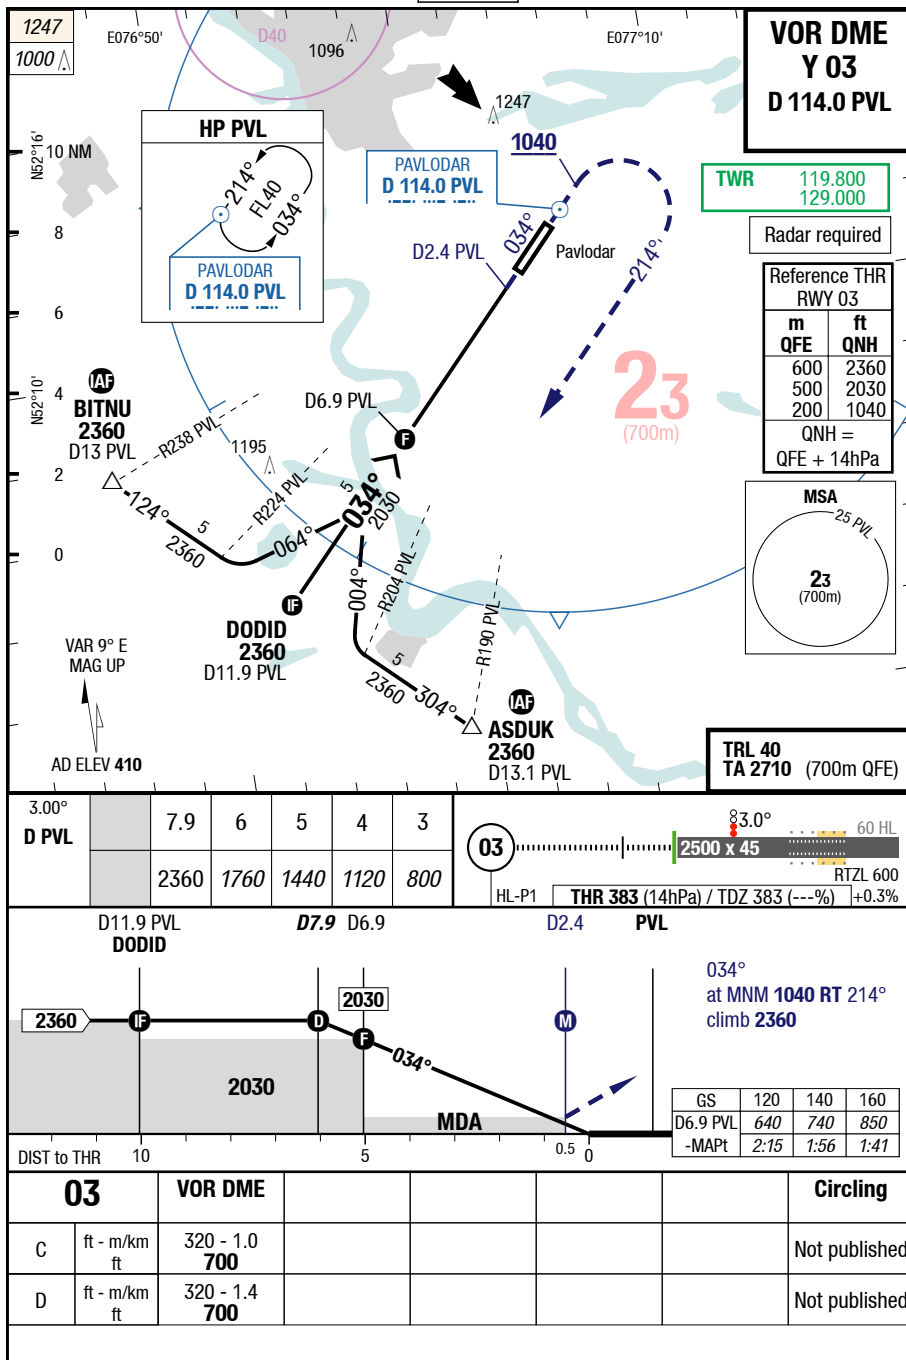 1247
1000
E076°50'
D40
1096
E077°10'
VOR DME
Y 03
D 114.0 PVL
1247
1040
HP PVL
214°
FL40
034°
PAVLODAR
D 114.0 PVL
PAVLODAR
D 114.0 PVL
N52°16'
10 NM
8
6
N52°10'
4
2
0
D2.4 PVL
034°
Pavlodar
214°
TWR 119.800
129.000
Radar required
Reference THR
RWY 03
m ft
QFE QNH
600 2360
500 2030
200 1040
QNH =
QFE + 14hPa
23
(700m)
IAF
BITNU
2360
D13 PVL
R238 PVL
1195
R224 PVL
D6.9 PVL
F
124°
5
2360
064°
5
034°
2030
IF
DODID
2360
D11.9 PVL
004°
R204 PVL
R190 PVL
5
2360
304°
IAF
ASDUK
2360
D13.1 PVL
MSA
25 PVL
23
(700m)
VAR 9° E
MAG UP
AD ELEV 410
TRL 40
TA 2710 (700m QFE)
3.00°
D PVL
7.9 6 5 4 3
2360 1760 1440 1120 800
03
3.0°
60 HL
2500 x 45
RTZL 600
HL-P1
THR 383 (14hPa) / TDZ 383 (---%)
+0.3%
D11.9 PVL
DODID
D7.9 D6.9
D2.4
PVL
2360
IF
D
2030
F
034°
M
2030
MDA
034°
at MNM 1040 RT 214°
climb 2360
GS 120 140 160
D6.9 PVL 640 740 850
-MAPt 2:15 1:56 1:41
DIST to THR 10 5 0.5 0
03 VOR DME Circling
C ft - m/km 320 - 1.0 Not published
ft 700
D ft - m/km 320 - 1.4 Not published
ft 700